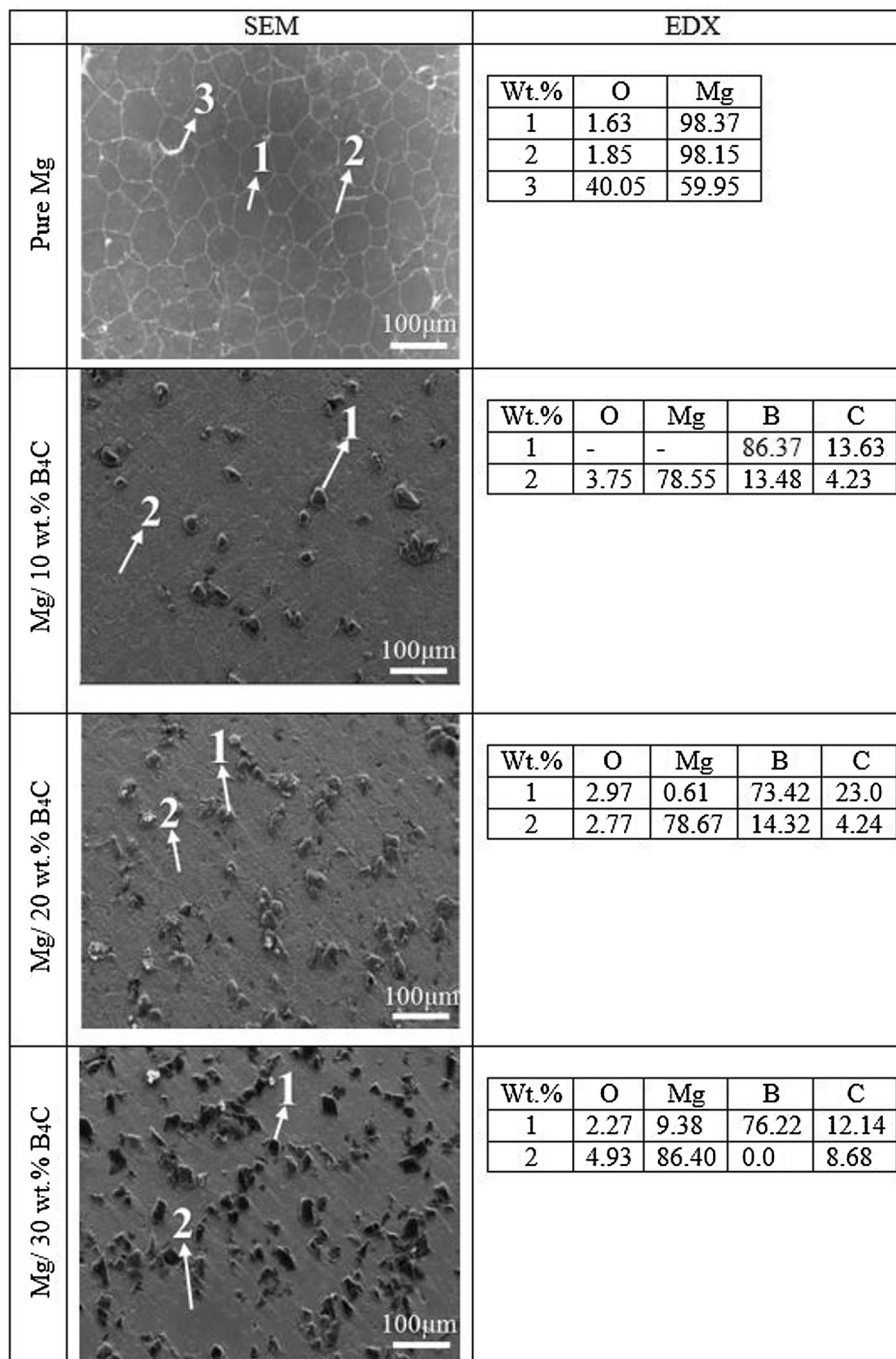 SEM EDX
Pure Mg
3
1 2
100μm
Wt.% O Mg
1 1.63 98.37
2 1.85 98.15
3 40.05 59.95
Mg/ 10 wt.% B₄C
1
2
100μm
Wt.% O Mg B C
1 - - 86.37 13.63
2 3.75 78.55 13.48 4.23
Mg/ 20 wt.% B₄C
1
2
100μm
Wt.% O Mg B C
1 2.97 0.61 73.42 23.0
2 2.77 78.67 14.32 4.24
Mg/ 30 wt.% B₄C
1
2
100μm
Wt.% O Mg B C
1 2.27 9.38 76.22 12.14
2 4.93 86.40 0.0 8.68